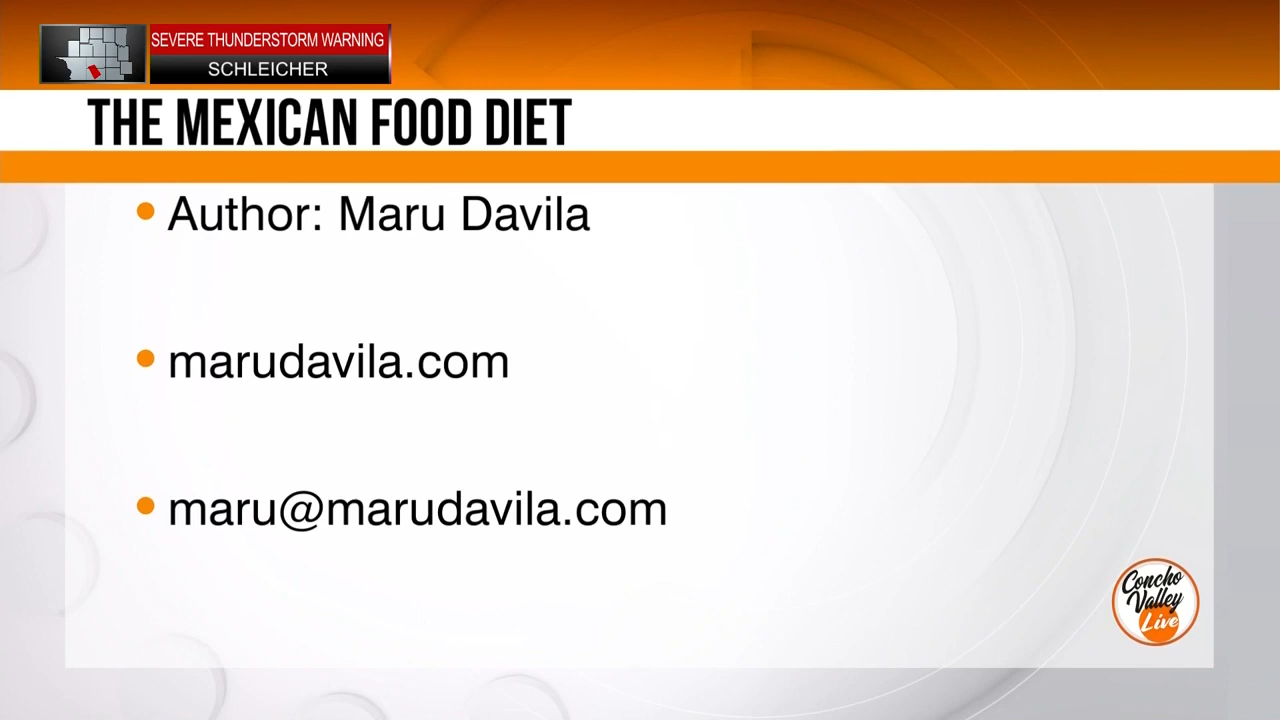 SEVERE THUNDERSTORM WARNING
SCHLEICHER
THE MEXICAN FOOD DIET
• Author: Maru Davila
• marudavila.com
• maru@marudavila.com
Concho
Valley
Live